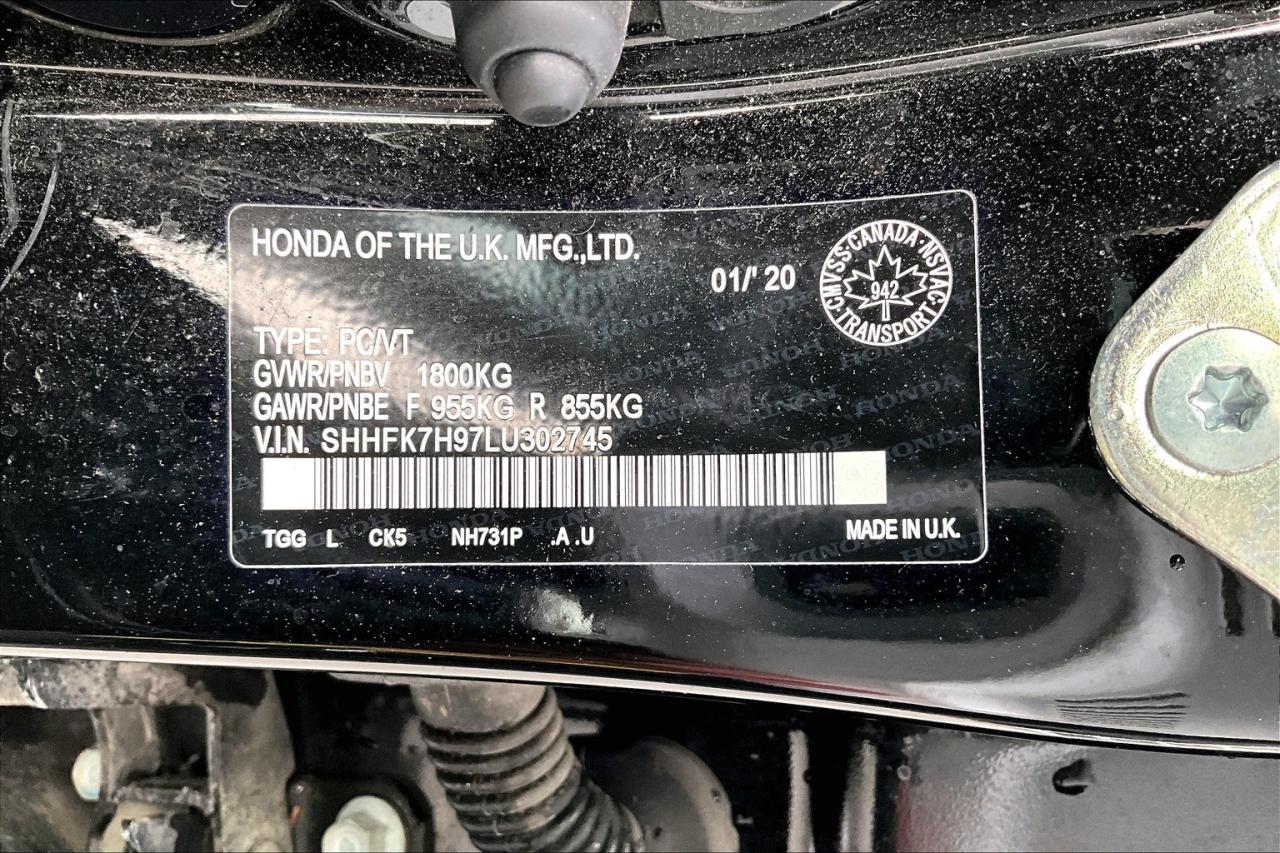 HONDA OF THE U.K. MFG.,LTD.
01/' 20
CMVSS·CANADA·NSVAC·TRANSPORT·
942
TYPE: PC/VT
GVWR/PNBV 1800KG
GAWR/PNBE F 955KG R 855KG
V.I.N. SHHFK7H97LU302745
TGG L CK5 NH731P .A .U MADE IN U.K.